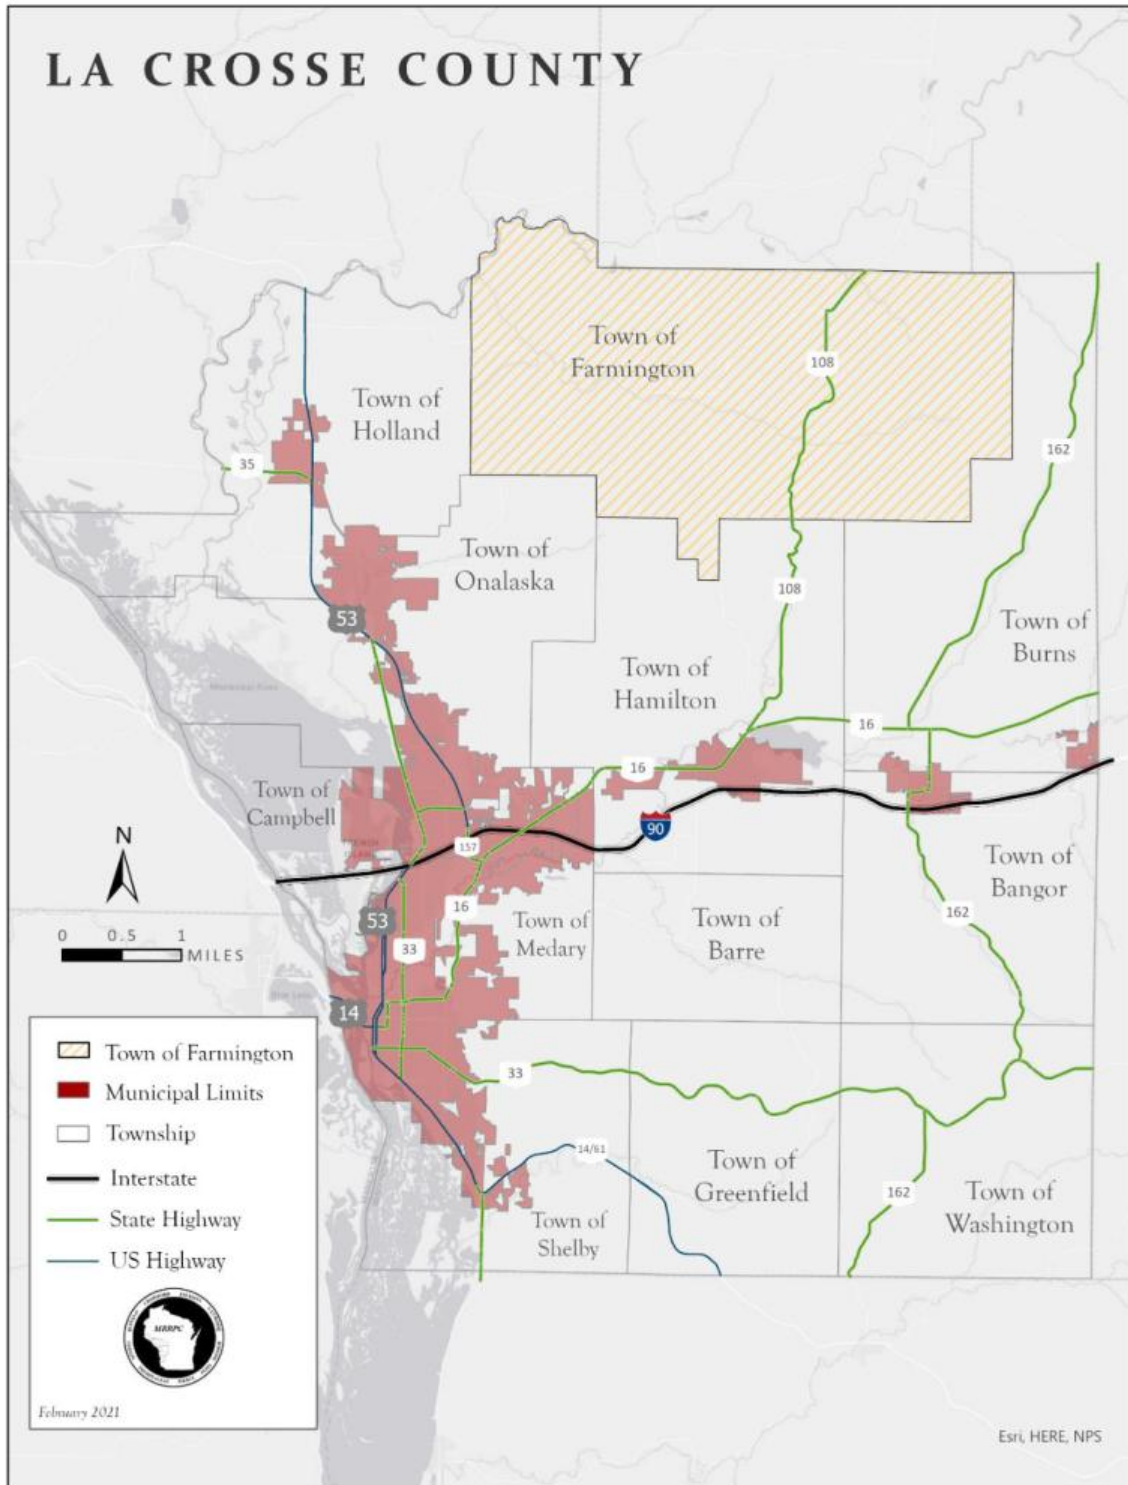 LA CROSSE COUNTY
Town of
Farmington
108
Town of
Holland
162
35
Town of
Onalaska
108
53
Town of
Burns
Town of
Hamilton
16
16
Town of
Campbell
90
157
Town of
Bangor
N
16
53
Town of
Medary
Town of
Barre
162
33
0 0.5 1
MILES
14
33
14/61
Town of
Greenfield
162
Town of
Washington
Town of
Shelby
Town of Farmington
Municipal Limits
Township
Interstate
State Highway
US Highway
MRRPC
February 2021
Esri, HERE, NPS